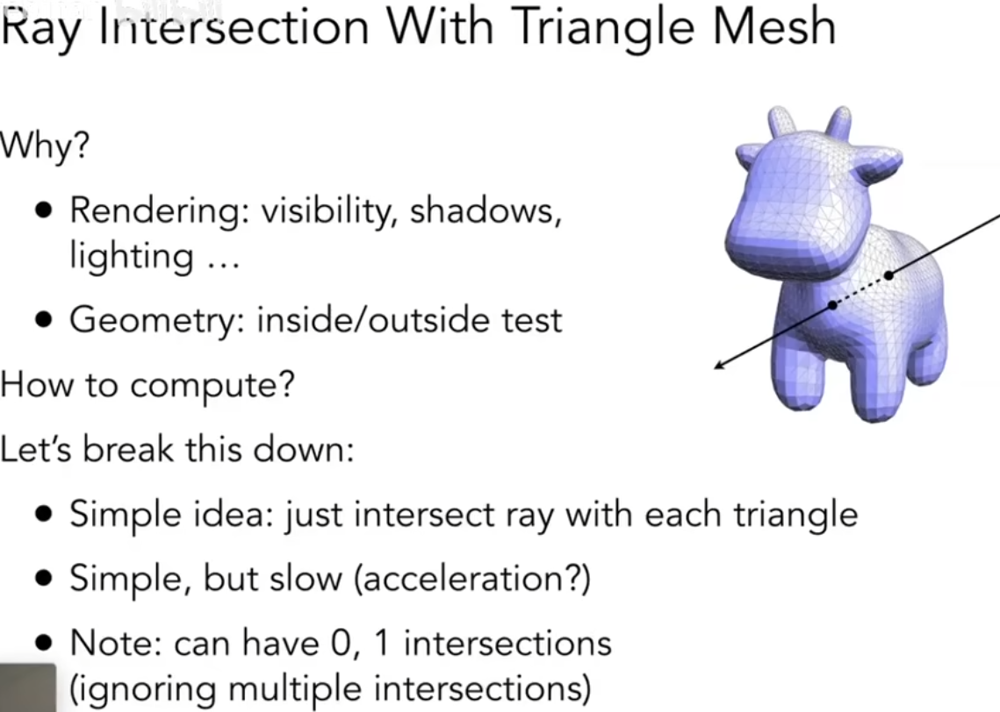 Ray Intersection With Triangle Mesh
Why?
● Rendering: visibility, shadows,
lighting …
● Geometry: inside/outside test
How to compute?
Let's break this down:
● Simple idea: just intersect ray with each triangle
● Simple, but slow (acceleration?)
● Note: can have 0, 1 intersections
(ignoring multiple intersections)